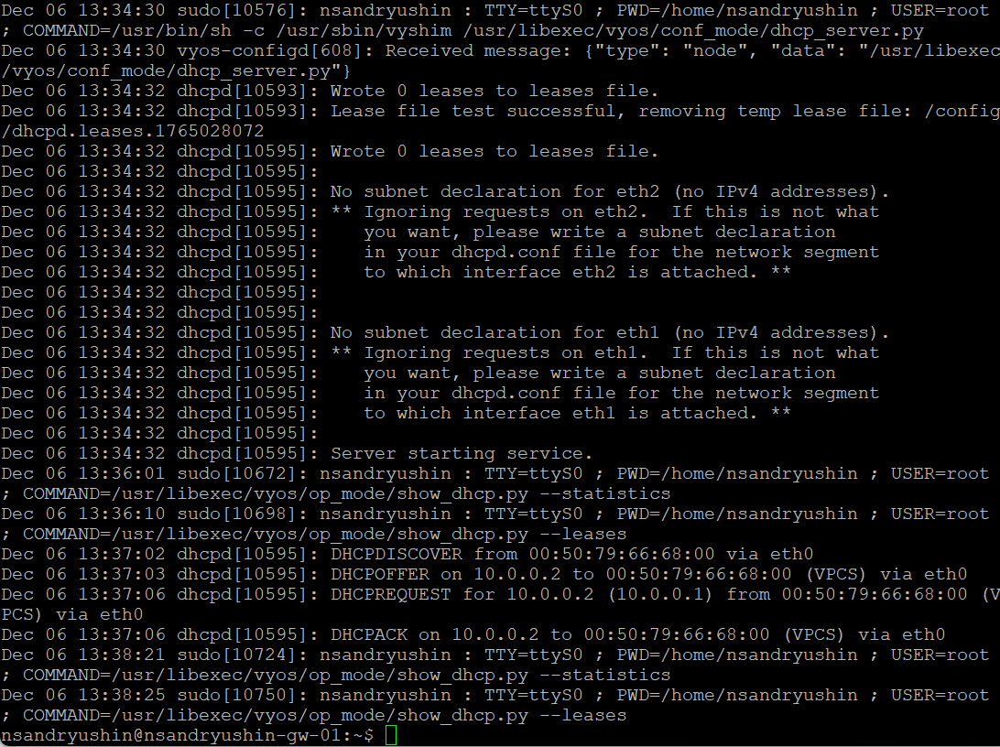 Dec 06 13:34:30 sudo[10576]: nsandryushin : TTY=ttyS0 ; PWD=/home/nsandryushin ; USER=root
; COMMAND=/usr/bin/sh -c /usr/sbin/vyshim /usr/libexec/vyos/conf_mode/dhcp_server.py
Dec 06 13:34:30 vyos-configd[608]: Received message: {"type": "node", "data": "/usr/libexec
/vyos/conf_mode/dhcp_server.py"}
Dec 06 13:34:32 dhcpd[10593]: Wrote 0 leases to leases file.
Dec 06 13:34:32 dhcpd[10593]: Lease file test successful, removing temp lease file: /config
/dhcpd.leases.1765028072
Dec 06 13:34:32 dhcpd[10595]: Wrote 0 leases to leases file.
Dec 06 13:34:32 dhcpd[10595]:
Dec 06 13:34:32 dhcpd[10595]: No subnet declaration for eth2 (no IPv4 addresses).
Dec 06 13:34:32 dhcpd[10595]: ** Ignoring requests on eth2.  If this is not what
Dec 06 13:34:32 dhcpd[10595]:    you want, please write a subnet declaration
Dec 06 13:34:32 dhcpd[10595]:    in your dhcpd.conf file for the network segment
Dec 06 13:34:32 dhcpd[10595]:    to which interface eth2 is attached. **
Dec 06 13:34:32 dhcpd[10595]:
Dec 06 13:34:32 dhcpd[10595]:
Dec 06 13:34:32 dhcpd[10595]: No subnet declaration for eth1 (no IPv4 addresses).
Dec 06 13:34:32 dhcpd[10595]: ** Ignoring requests on eth1.  If this is not what
Dec 06 13:34:32 dhcpd[10595]:    you want, please write a subnet declaration
Dec 06 13:34:32 dhcpd[10595]:    in your dhcpd.conf file for the network segment
Dec 06 13:34:32 dhcpd[10595]:    to which interface eth1 is attached. **
Dec 06 13:34:32 dhcpd[10595]:
Dec 06 13:34:32 dhcpd[10595]: Server starting service.
Dec 06 13:36:01 sudo[10672]: nsandryushin : TTY=ttyS0 ; PWD=/home/nsandryushin ; USER=root
; COMMAND=/usr/libexec/vyos/op_mode/show_dhcp.py --statistics
Dec 06 13:36:10 sudo[10698]: nsandryushin : TTY=ttyS0 ; PWD=/home/nsandryushin ; USER=root
; COMMAND=/usr/libexec/vyos/op_mode/show_dhcp.py --leases
Dec 06 13:37:02 dhcpd[10595]: DHCPDISCOVER from 00:50:79:66:68:00 via eth0
Dec 06 13:37:03 dhcpd[10595]: DHCPOFFER on 10.0.0.2 to 00:50:79:66:68:00 (VPCS) via eth0
Dec 06 13:37:06 dhcpd[10595]: DHCPREQUEST for 10.0.0.2 (10.0.0.1) from 00:50:79:66:68:00 (V
PCS) via eth0
Dec 06 13:37:06 dhcpd[10595]: DHCPACK on 10.0.0.2 to 00:50:79:66:68:00 (VPCS) via eth0
Dec 06 13:38:21 sudo[10724]: nsandryushin : TTY=ttyS0 ; PWD=/home/nsandryushin ; USER=root
; COMMAND=/usr/libexec/vyos/op_mode/show_dhcp.py --statistics
Dec 06 13:38:25 sudo[10750]: nsandryushin : TTY=ttyS0 ; PWD=/home/nsandryushin ; USER=root
; COMMAND=/usr/libexec/vyos/op_mode/show_dhcp.py --leases
nsandryushin@nsandryushin-gw-01:~$